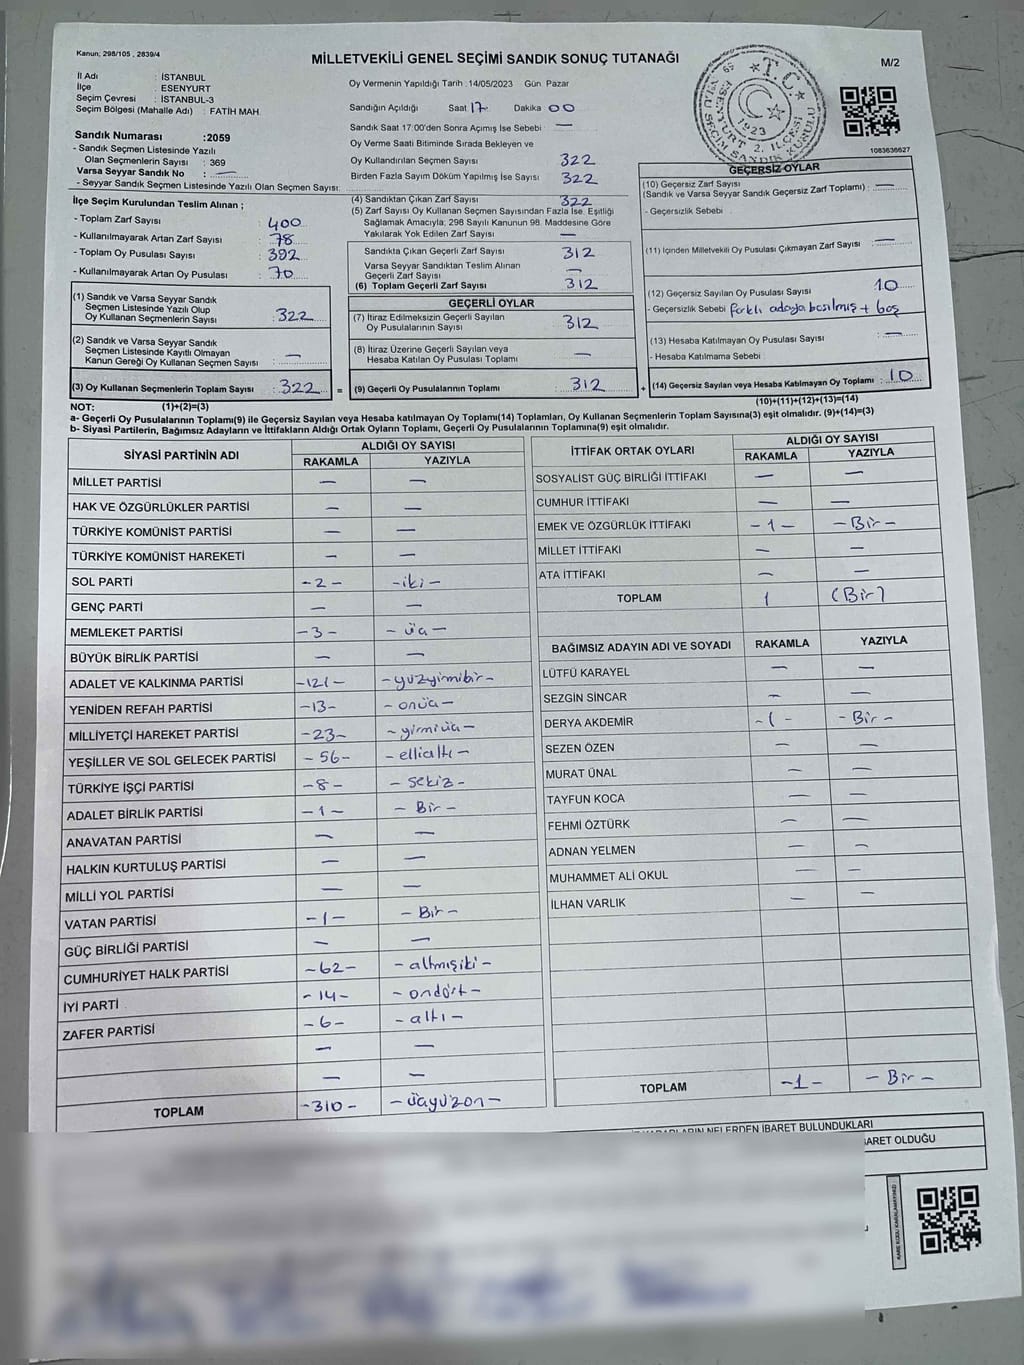 Kanun; 298/105 , 2839/4
MİLLETVEKİLİ GENEL SEÇİMİ SANDIK SONUÇ TUTANAĞI
M/2
İl Adı : İSTANBUL
İlçe : ESENYURT
Seçim Çevresi : İSTANBUL-3
Seçim Bölgesi (Mahalle Adı) : FATİH MAH.
Oy Vermenin Yapıldığı Tarih : 14/05/2023 Gün: Pazar
Sandığın Açıldığı Saat 17 Dakika 00
Sandık Saat 17:00'den Sonra Açımış İse Sebebi —
Oy Verme Saati Bitiminde Sırada Bekleyen ve
Oy Kullandırılan Seçmen Sayısı 322
Birden Fazla Sayım Döküm Yapılmış İse Sayısı 322
T.C.
1923
1083636627
Sandık Numarası :2059
- Sandık Seçmen Listesinde Yazılı
Olan Seçmenlerin Sayısı : 369
Varsa Seyyar Sandık No : —
- Seyyar Sandık Seçmen Listesinde Yazılı Olan Seçmen Sayısı:
İlçe Seçim Kurulundan Teslim Alınan ;
- Toplam Zarf Sayısı : 400
- Kullanılmayarak Artan Zarf Sayısı : 78
- Toplam Oy Pusulası Sayısı : 392
- Kullanılmayarak Artan Oy Pusulası : 70
(4) Sandıktan Çıkan Zarf Sayısı 322
(5) Zarf Sayısı Oy Kullanan Seçmen Sayısından Fazla İse, Eşitliği
Sağlamak Amacıyla; 298 Sayılı Kanunun 98. Maddesine Göre
Yakılarak Yok Edilen Zarf Sayısı —
Sandıkta Çıkan Geçerli Zarf Sayısı 312
Varsa Seyyar Sandıktan Teslim Alınan
Geçerli Zarf Sayısı —
(6) Toplam Geçerli Zarf Sayısı 312
GEÇERSİZ OYLAR
(10) Geçersiz Zarf Sayısı
(Sandık ve Varsa Seyyar Sandık Geçersiz Zarf Toplamı) : —
- Geçersizlik Sebebi
(11) İçinden Milletvekili Oy Pusulası Çıkmayan Zarf Sayısı —
(12) Geçersiz Sayılan Oy Pusulası Sayısı 10
- Geçersizlik Sebebi farklı adaya basılmış + boş
(13) Hesaba Katılmayan Oy Pusulası Sayısı : —
- Hesaba Katılmama Sebebi
(14) Geçersiz Sayılan veya Hesaba Katılmayan Oy Toplamı : 10
(10)+(11)+(12)+(13)=(14)
(1) Sandık ve Varsa Seyyar Sandık
Seçmen Listesinde Yazılı Olup
Oy Kullanan Seçmenlerin Sayısı : 322
(2) Sandık ve Varsa Seyyar Sandık
Seçmen Listesinde Kayıtlı Olmayan
Kanun Gereği Oy Kullanan Seçmen Sayısı : —
(3) Oy Kullanan Seçmenlerin Toplam Sayısı : 322 =
GEÇERLİ OYLAR
(7) İtiraz Edilmeksizin Geçerli Sayılan
Oy Pusulalarının Sayısı 312
(8) İtiraz Üzerine Geçerli Sayılan veya
Hesaba Katılan Oy Pusulası Toplamı —
(9) Geçerli Oy Pusulalarının Toplamı 312 +
NOT: (1)+(2)=(3)
a- Geçerli Oy Pusulalarının Toplamı(9) ile Geçersiz Sayılan veya Hesaba katılmayan Oy Toplamı(14) Toplamları, Oy Kullanan Seçmenlerin Toplam Sayısına(3) eşit olmalıdır. (9)+(14)=(3)
b- Siyasi Partilerin, Bağımsız Adayların ve İttifakların Aldığı Ortak Oyların Toplamı, Geçerli Oy Pusulalarının Toplamına(9) eşit olmalıdır.
SİYASİ PARTİNİN ADI ALDIĞI OY SAYISI
RAKAMLA YAZIYLA
MİLLET PARTİSİ — —
HAK VE ÖZGÜRLÜKLER PARTİSİ — —
TÜRKİYE KOMÜNİST PARTİSİ — —
TÜRKİYE KOMÜNİST HAREKETİ — —
SOL PARTİ -2- -iki-
GENÇ PARTİ — —
MEMLEKET PARTİSİ -3- -üç-
BÜYÜK BİRLİK PARTİSİ — —
ADALET VE KALKINMA PARTİSİ -121- -yüzyirmibir-
YENİDEN REFAH PARTİSİ -13- -onüç-
MİLLİYETÇİ HAREKET PARTİSİ -23- -yirmiüç-
YEŞİLLER VE SOL GELECEK PARTİSİ -56- -ellialtı-
TÜRKİYE İŞÇİ PARTİSİ -8- -sekiz-
ADALET BİRLİK PARTİSİ -1- -Bir-
ANAVATAN PARTİSİ — —
HALKIN KURTULUŞ PARTİSİ — —
MİLLİ YOL PARTİSİ — —
VATAN PARTİSİ -1- -Bir-
GÜÇ BİRLİĞİ PARTİSİ — —
CUMHURİYET HALK PARTİSİ -62- -altmışiki-
İYİ PARTİ -14- -ondört-
ZAFER PARTİSİ -6- -altı-
— —
— —
TOPLAM -310- -üçyüzon-
İTTİFAK ORTAK OYLARI ALDIĞI OY SAYISI
RAKAMLA YAZIYLA
SOSYALİST GÜÇ BİRLİĞİ İTTİFAKI — —
CUMHUR İTTİFAKI — —
EMEK VE ÖZGÜRLÜK İTTİFAKI -1- -Bir-
MİLLET İTTİFAKI — —
ATA İTTİFAKI — —
TOPLAM 1 (Bir)
BAĞIMSIZ ADAYIN ADI VE SOYADI RAKAMLA YAZIYLA
LÜTFÜ KARAYEL — —
SEZGİN SİNCAR — —
DERYA AKDEMİR -1- -Bir-
SEZEN ÖZEN — —
MURAT ÜNAL — —
TAYFUN KOCA — —
FEHMİ ÖZTÜRK — —
ADNAN YELMEN — —
MUHAMMET ALİ OKUL — —
İLHAN VARLIK — —
TOPLAM -1- -Bir-
KARARLARIN NELERDEN İBARET BULUNDUKLARI
İBARET OLDUĞU